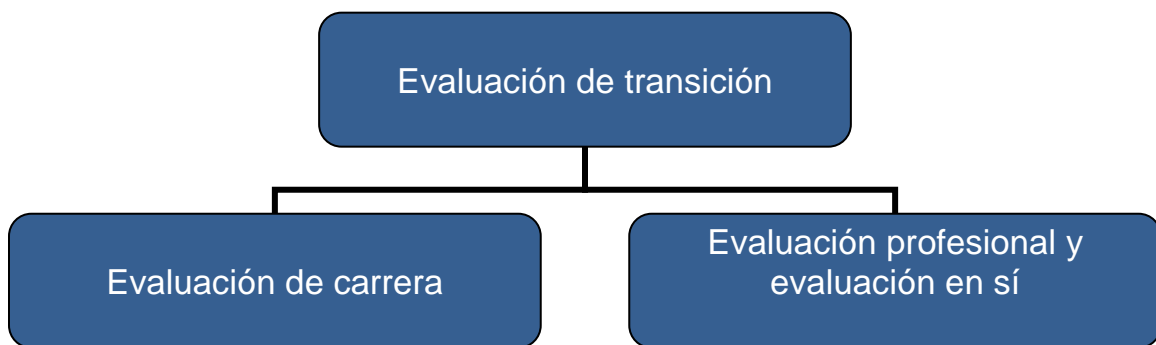 Evaluación de transición
Evaluación de carrera
Evaluación profesional y
evaluación en sí